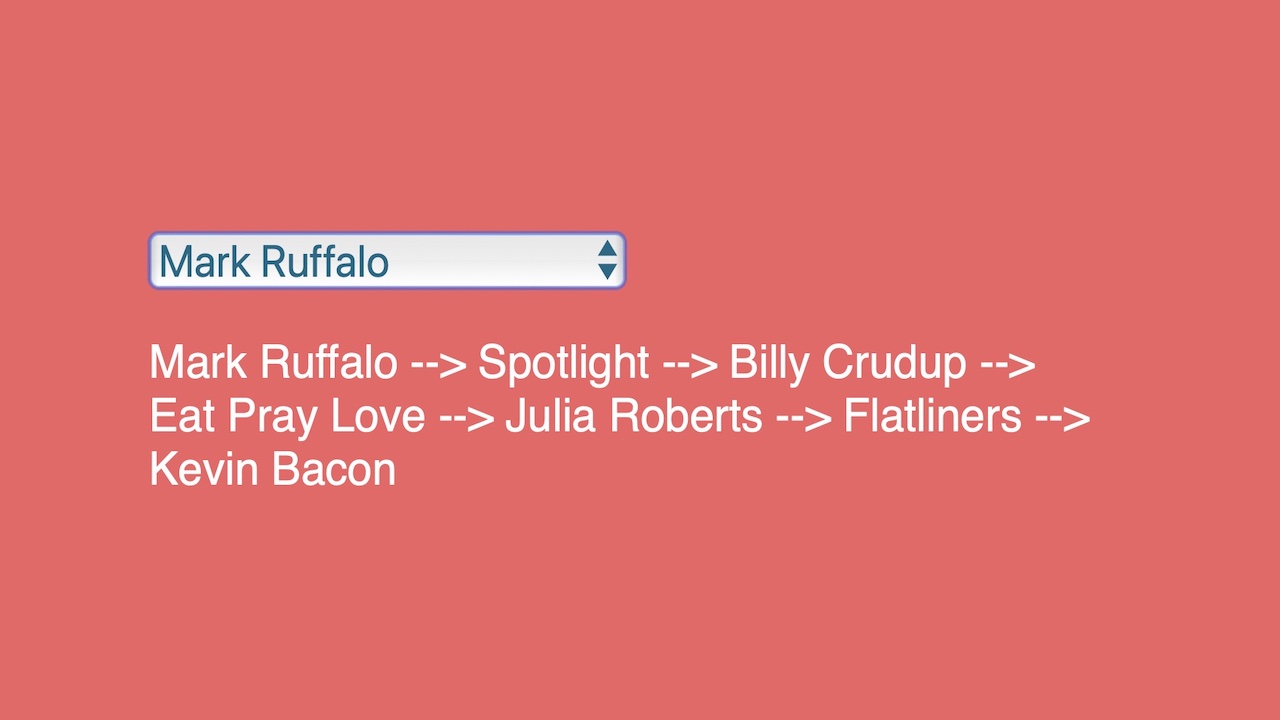 Mark Ruffalo
Mark Ruffalo --> Spotlight --> Billy Crudup -->
Eat Pray Love --> Julia Roberts --> Flatliners -->
Kevin Bacon